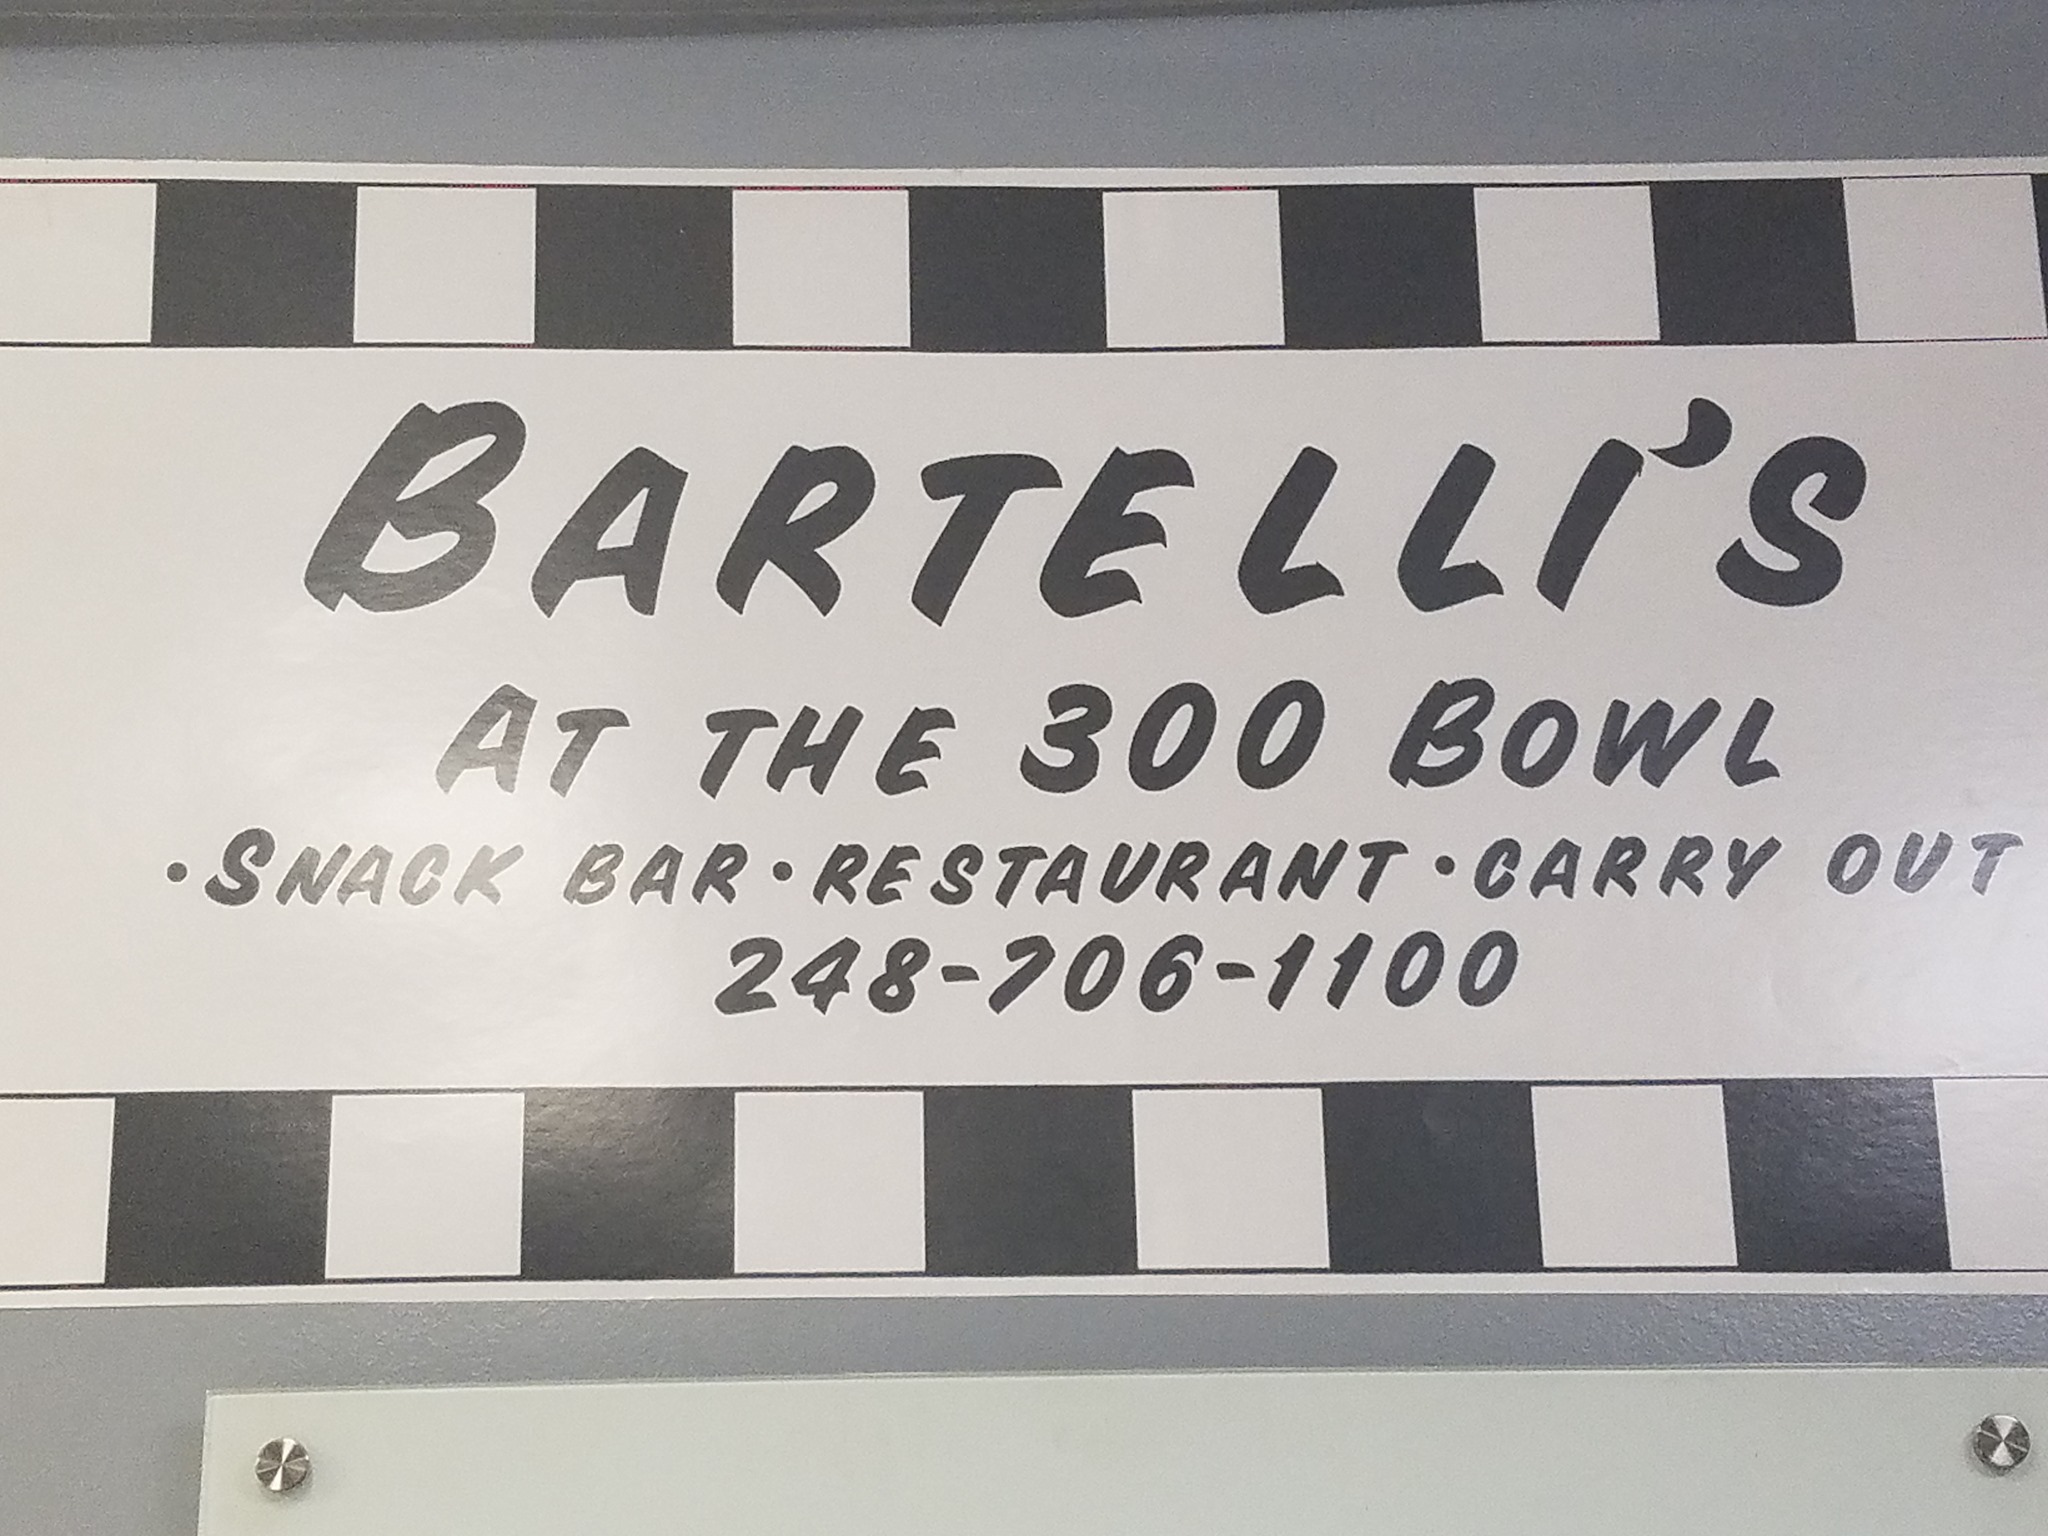 BARTELLI'S
AT THE 300 BOWL
•SNACK BAR•RESTAURANT•CARRY OUT
248-706-1100